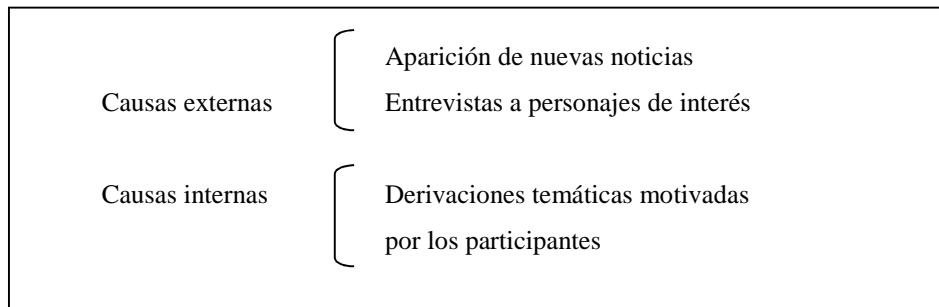 Aparición de nuevas noticias
Causas externas Entrevistas a personajes de interés
Causas internas Derivaciones temáticas motivadas
por los participantes